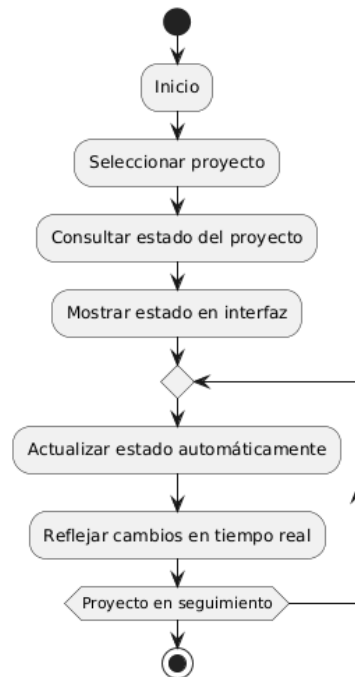 Inicio
Seleccionar proyecto
Consultar estado del proyecto
Mostrar estado en interfaz
Actualizar estado automáticamente
Reflejar cambios en tiempo real
Proyecto en seguimiento